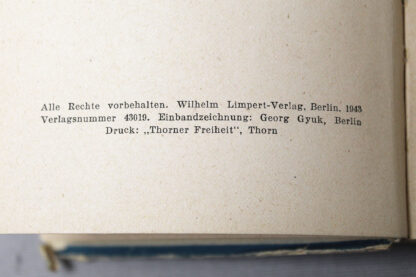 Alle Rechte vorbehalten. Wilhelm Limpert-Verlag, Berlin. 1943
Verlagsnummer 43019. Einbandzeichnung: Georg Gyuk, Berlin
Druck: „Thorner Freiheit“, Thorn